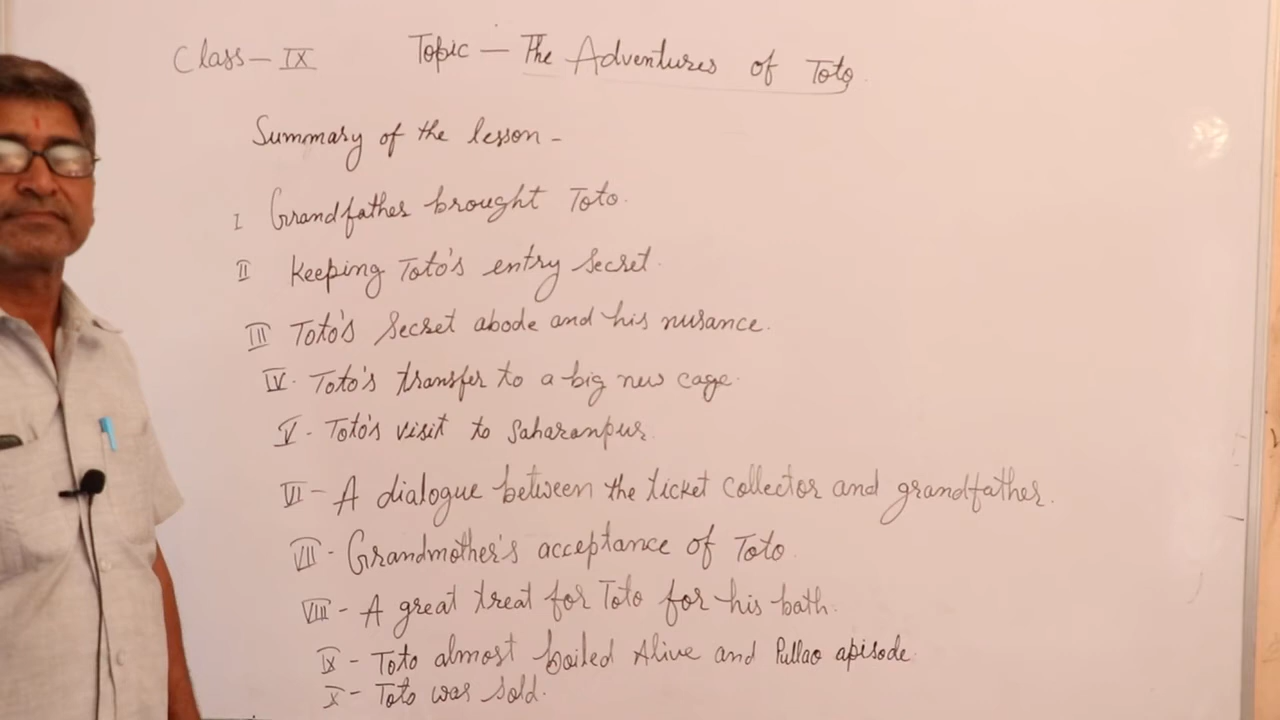 Class - IX Topic - The Adventures of Toto
Summary of the lesson -
I Grandfather brought Toto.
II Keeping Toto's entry secret.
III Toto's secret abode and his nusance.
IV. Toto's transfer to a big new cage.
V. Toto's visit to Saharanpur.
VI - A dialogue between the ticket collector and grandfather.
VII. Grandmother's acceptance of Toto.
VIII - A great treat for Toto for his bath.
IX - Toto almost boiled Alive and Pullao apisode.
X - Toto was sold.